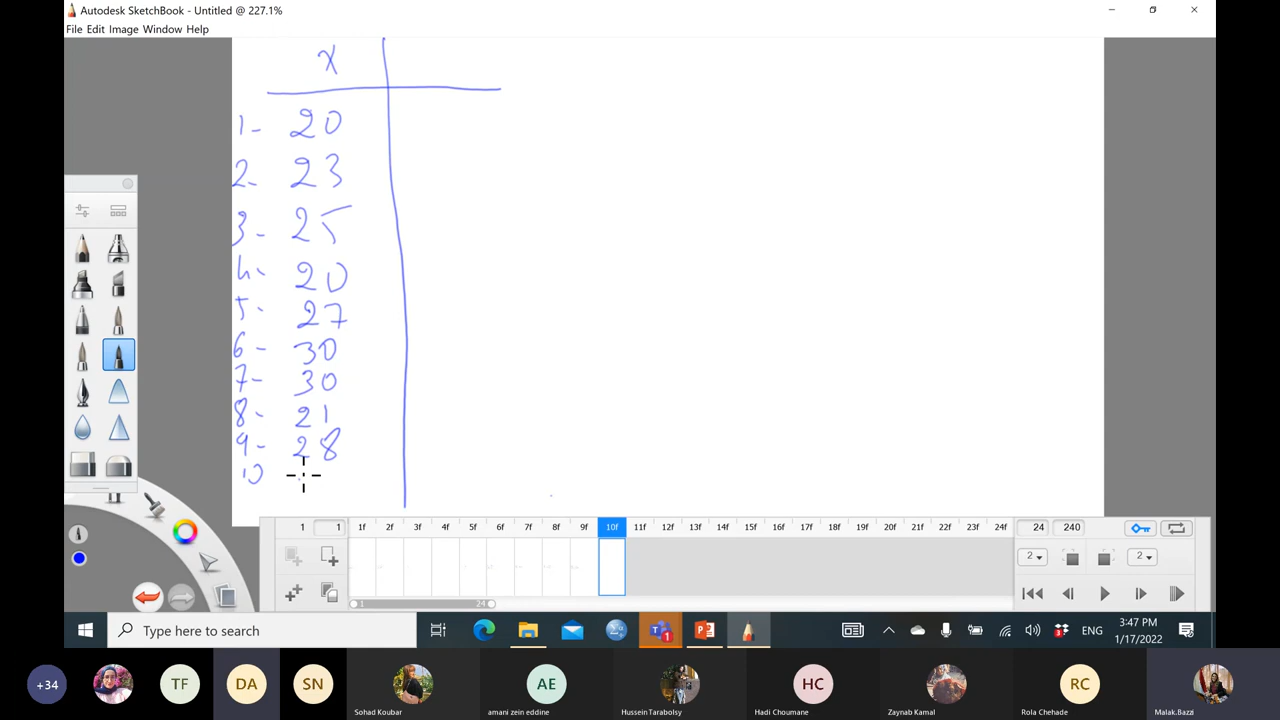 Autodesk SketchBook - Untitled @ 227.1%
File Edit Image Window Help
X
1- 20
2- 23
3- 25
4- 20
5- 27
6- 30
7- 30
8- 21
9- 28
10
1 1 1f 2f 3f 4f 5f 6f 7f 8f 9f 10f 11f 12f 13f 14f 15f 16f 17f 18f 19f 20f 21f 22f 23f 24f 24 240
2 2
1 24
Type here to search
1
ENG
3:47 PM
1/17/2022
+34 TF DA SN AE HC RC
Sohad Koubar amani zein eddine Hussein Tarabolsy Hadi Choumane Zaynab Kamal Rola Chehade Malak.Bazzi